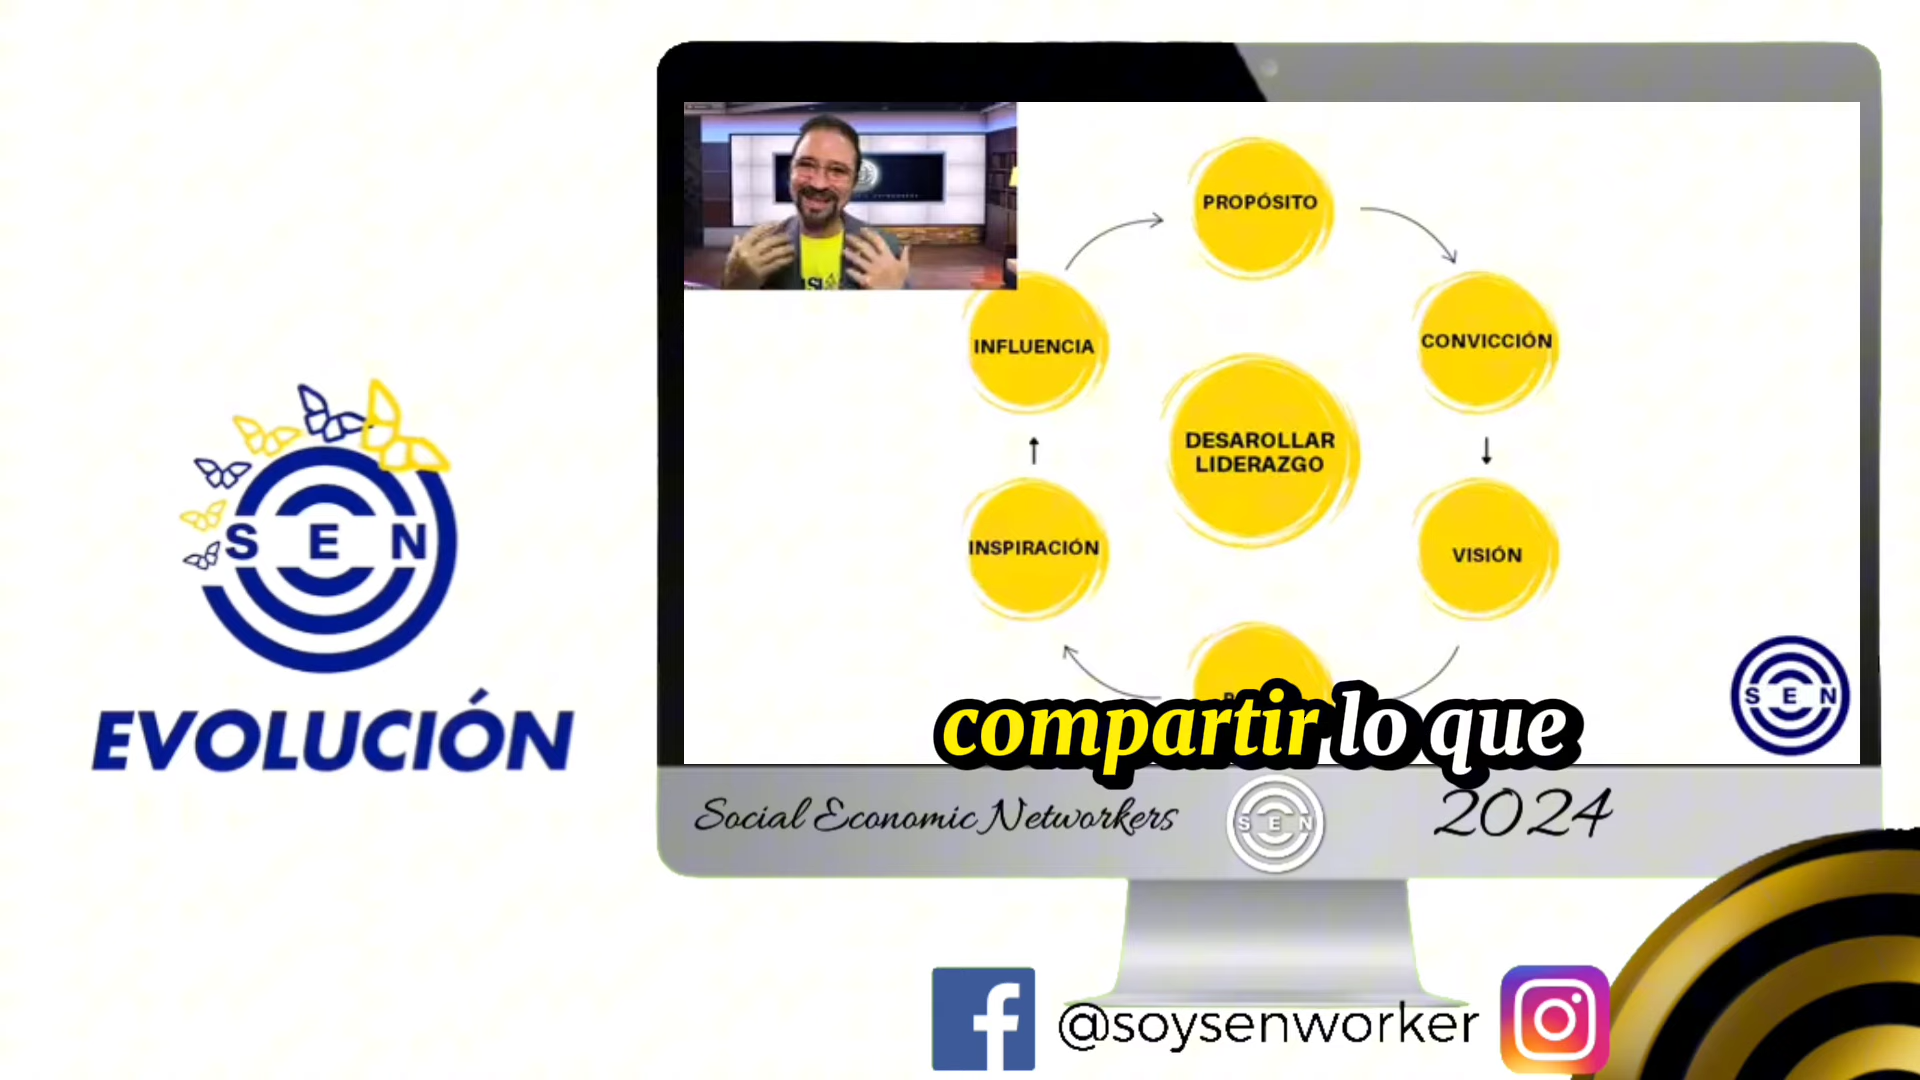 PROPÓSITO
INFLUENCIA
CONVICCIÓN
DESAROLLAR
LIDERAZGO
INSPIRACIÓN
VISIÓN
S E N
EVOLUCIÓN
S E N
compartir lo que
Social Economic Networkers
S E N
2024
@soysenworker